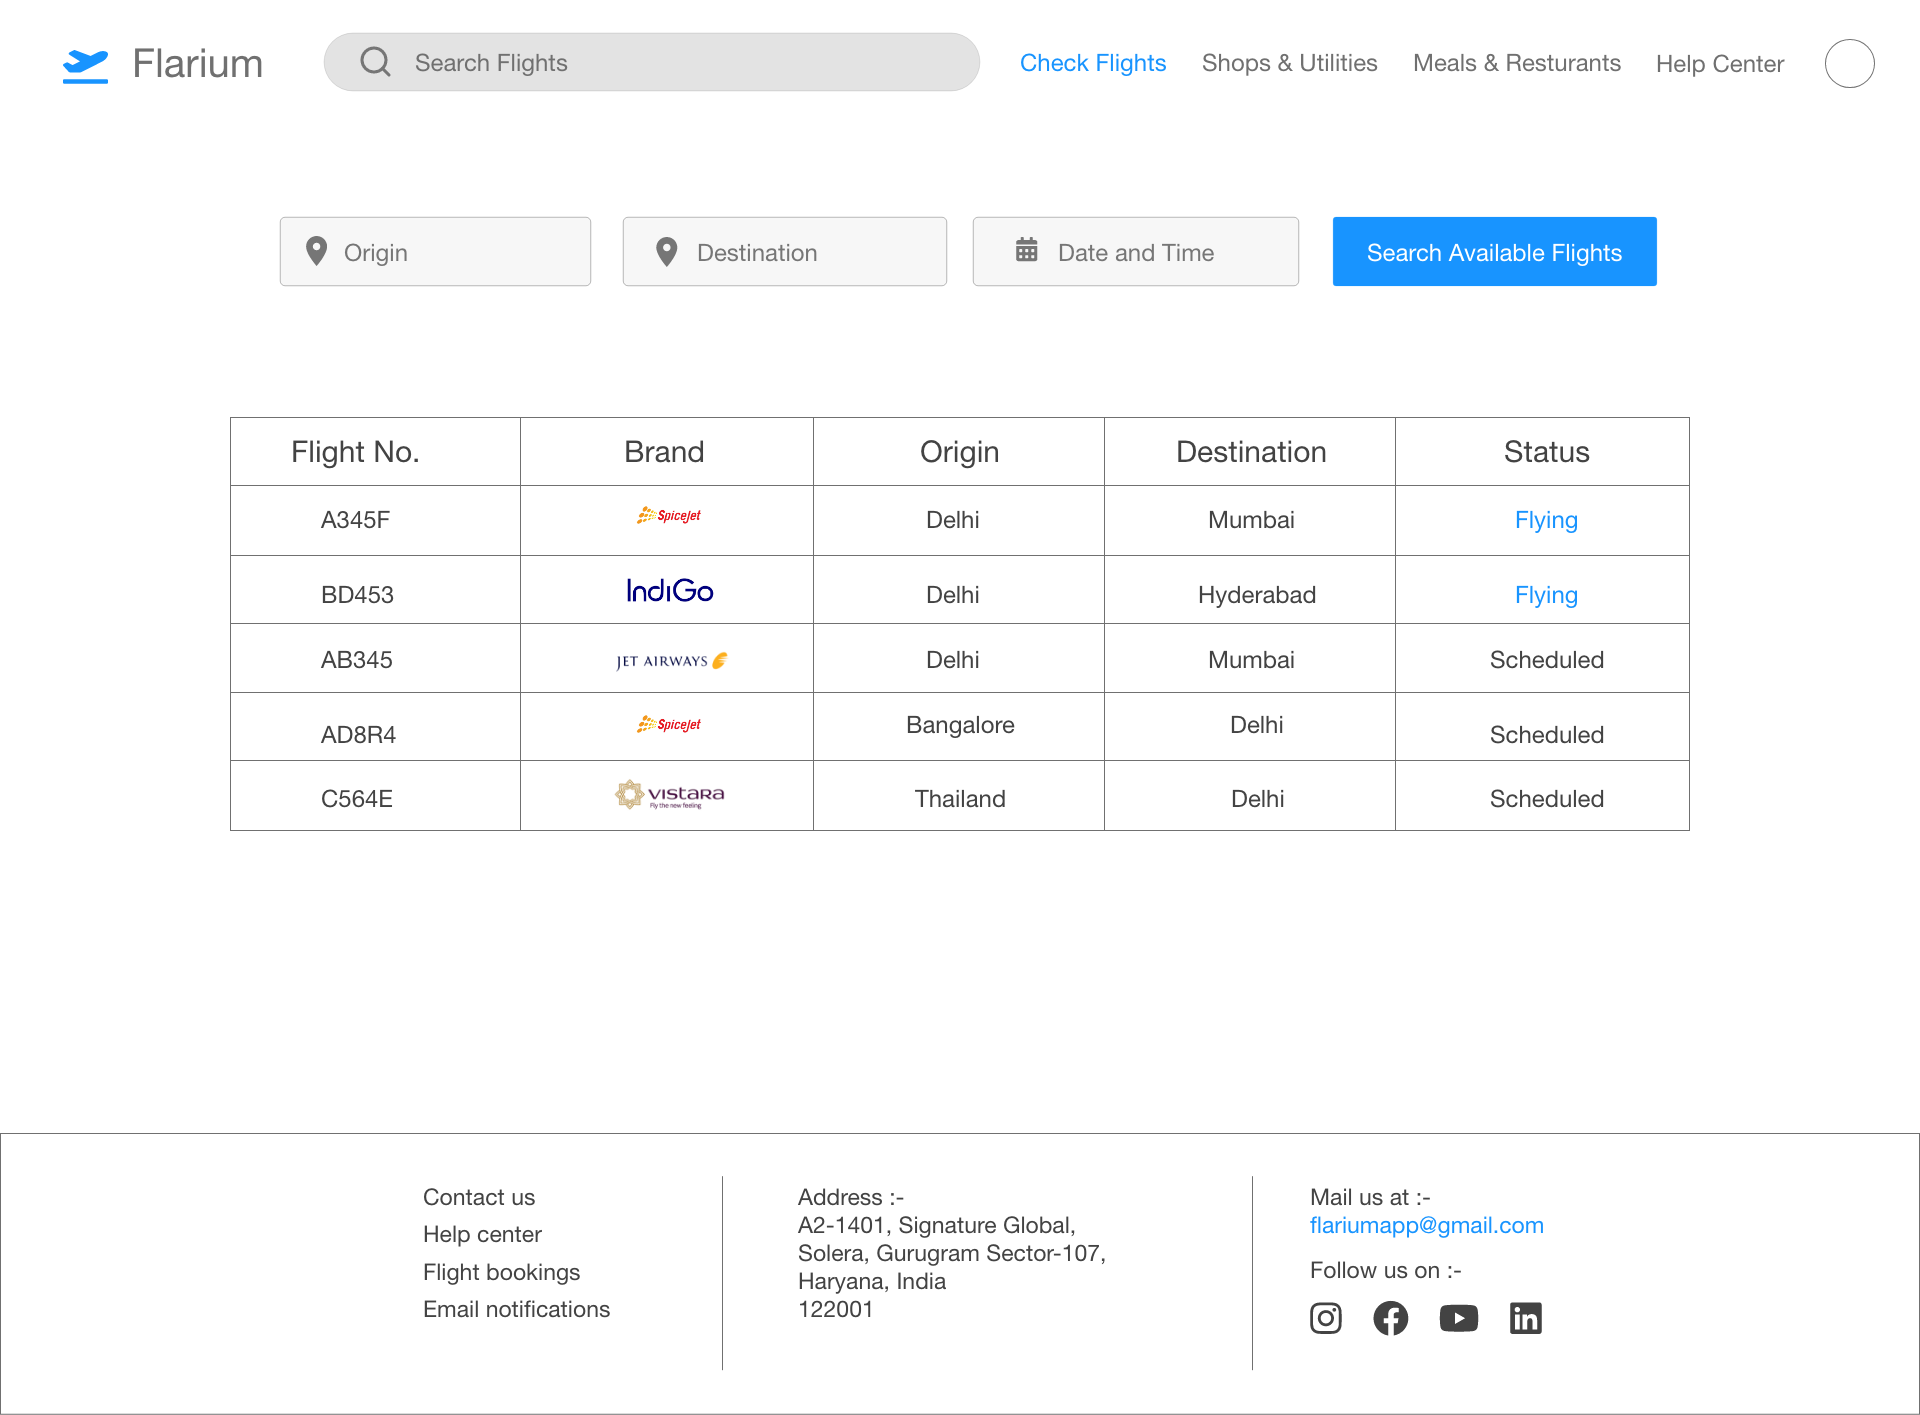 Flarium
Search Flights
Check Flights
Shops & Utilities
Meals & Resturants
Help Center
Origin
Destination
Date and Time
Search Available Flights
Flight No. Brand Origin Destination Status
A345F SpiceJet Delhi Mumbai Flying
BD453 IndiGo Delhi Hyderabad Flying
AB345 JET AIRWAYS Delhi Mumbai Scheduled
AD8R4 SpiceJet Bangalore Delhi Scheduled
C564E vistara Thailand Delhi Scheduled
Fly the new feeling
Contact us
Help center
Flight bookings
Email notifications
Address :-
A2-1401, Signature Global,
Solera, Gurugram Sector-107,
Haryana, India
122001
Mail us at :-
flariumapp@gmail.com
Follow us on :-